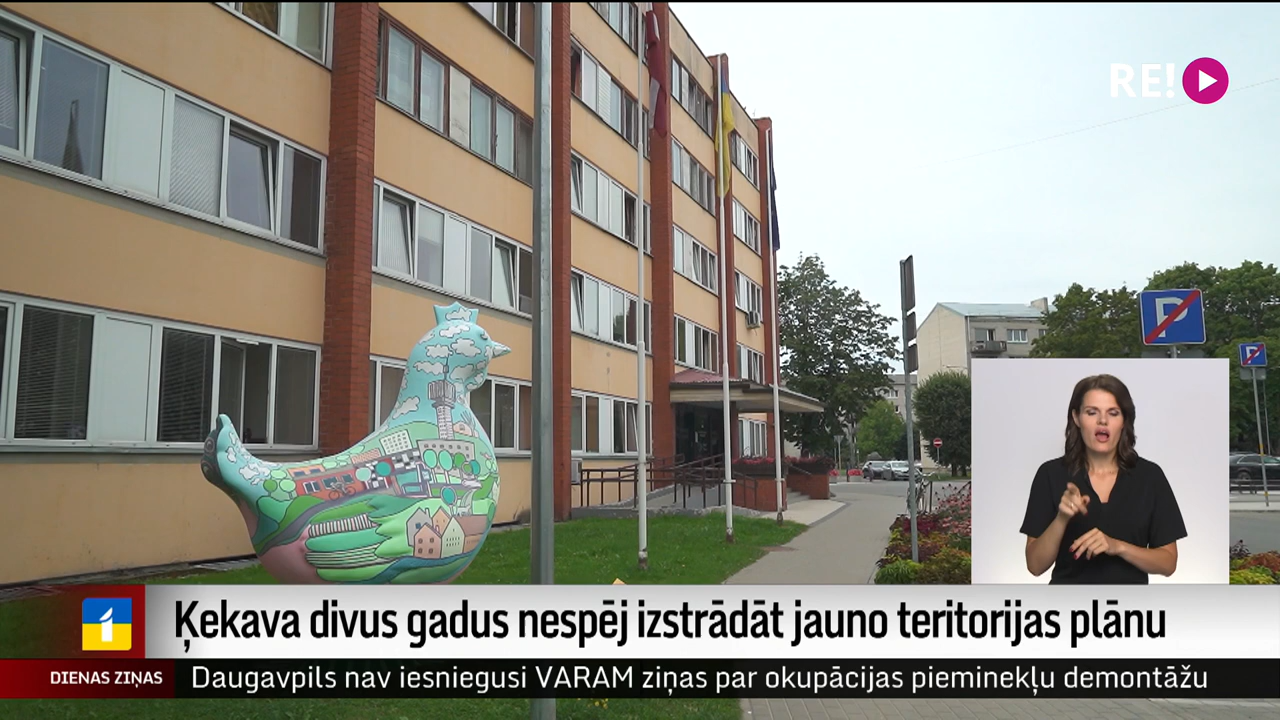 RE!
P
P
1
Ķekava divus gadus nespēj izstrādāt jauno teritorijas plānu
DIENAS ZIŅAS
Daugavpils nav iesniegusi VARAM ziņas par okupācijas pieminekļu demontāžu